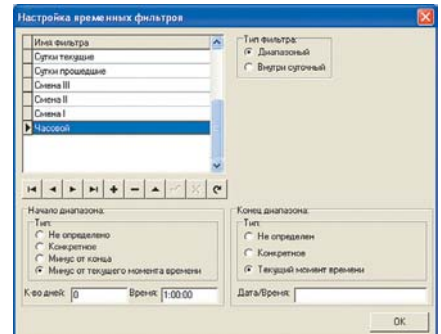 Настройка временных фильтров
Имя фильтра
Сутки текущие
Сутки прошедшие
Смена III
Смена II
Смена I
Часовой
Тип фильтра:
Диапазоный
Внутри суточный
Начало диапазона:
Тип:
Не определено
Конкретное
Минус от конца
Минус от текущего момента времени
К-во дней: 0 Время: 1:00:00
Конец диапазона:
Тип:
Не определен
Конкретное
Текущий момент времени
Дата/Время:
OK